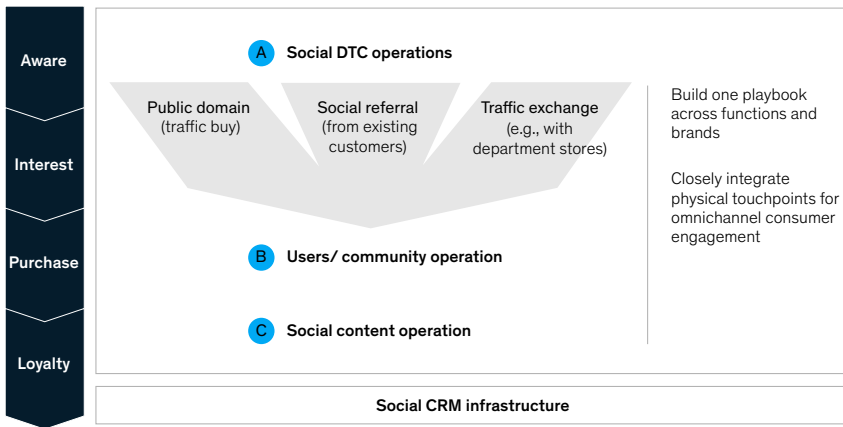 Aware
Interest
Purchase
Loyalty
A Social DTC operations
Public domain
(traffic buy)
Social referral
(from existing
customers)
Traffic exchange
(e.g., with
department stores)
B Users/ community operation
C Social content operation
Build one playbook
across functions and
brands
Closely integrate
physical touchpoints for
omnichannel consumer
engagement
Social CRM infrastructure